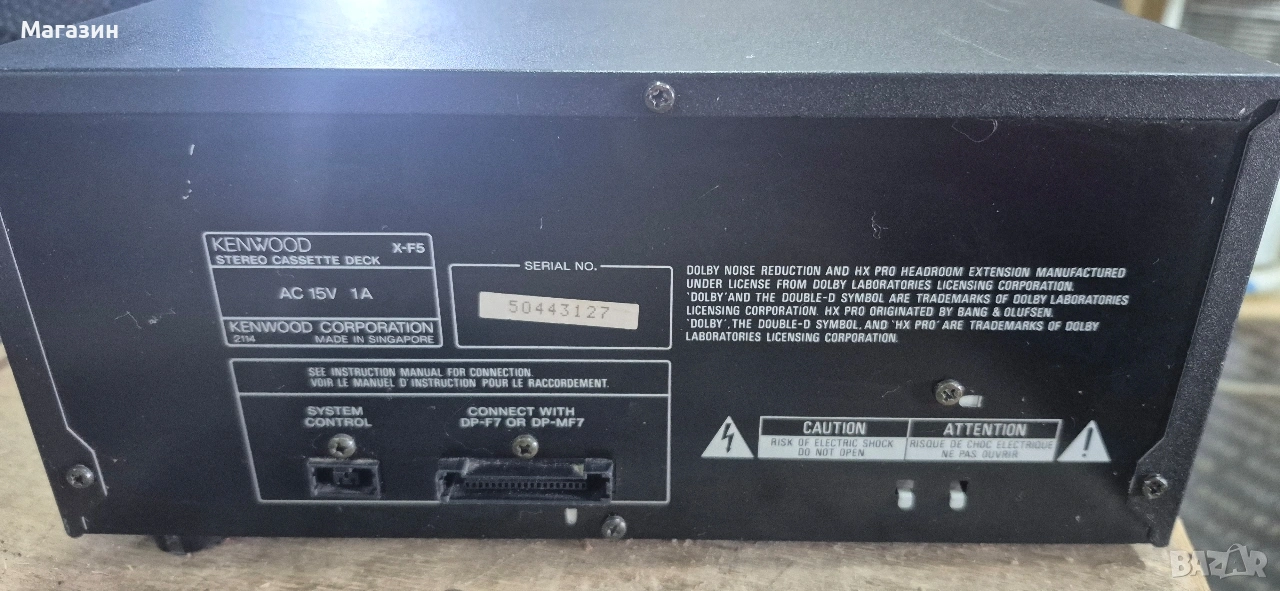 Магазин
KENWOOD X-F5
STEREO CASSETTE DECK
AC 15V 1A
KENWOOD CORPORATION
2114 MADE IN SINGAPORE
SERIAL NO.
50443127
DOLBY NOISE REDUCTION AND HX PRO HEADROOM EXTENSION MANUFACTURED
UNDER LICENSE FROM DOLBY LABORATORIES LICENSING CORPORATION.
'DOLBY' AND THE DOUBLE-D SYMBOL ARE TRADEMARKS OF DOLBY LABORATORIES
LICENSING CORPORATION. HX PRO ORIGINATED BY BANG & OLUFSEN.
'DOLBY', THE DOUBLE-D SYMBOL, AND 'HX PRO' ARE TRADEMARKS OF DOLBY
LABORATORIES LICENSING CORPORATION.
SEE INSTRUCTION MANUAL FOR CONNECTION.
VOIR LE MANUEL D'INSTRUCTION POUR LE RACCORDEMENT.
SYSTEM
CONTROL
CONNECT WITH
DP-F7 OR DP-MF7
CAUTION
RISK OF ELECTRIC SHOCK
DO NOT OPEN
ATTENTION
RISQUE DE CHOC ELECTRIQUE
NE PAS OUVRIR
BAZAR